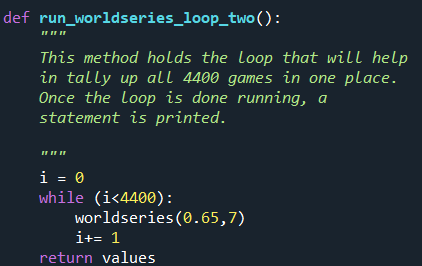 def run_worldseries_loop_two():
    """
    This method holds the loop that will help
    in tally up all 4400 games in one place.
    Once the loop is done running, a
    statement is printed.

    """
    i = 0
    while (i<4400):
        worldseries(0.65,7)
        i+= 1
    return values